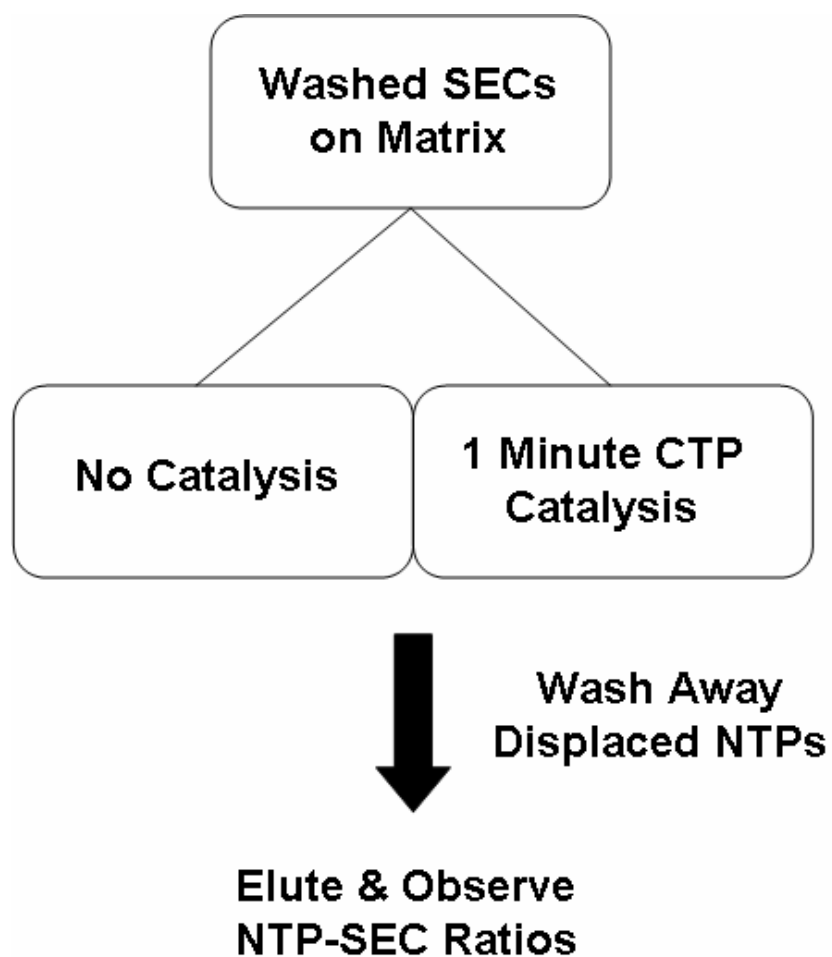 Washed SECs
on Matrix
No Catalysis
1 Minute CTP
Catalysis
Wash Away
Displaced NTPs
Elute & Observe
NTP-SEC Ratios